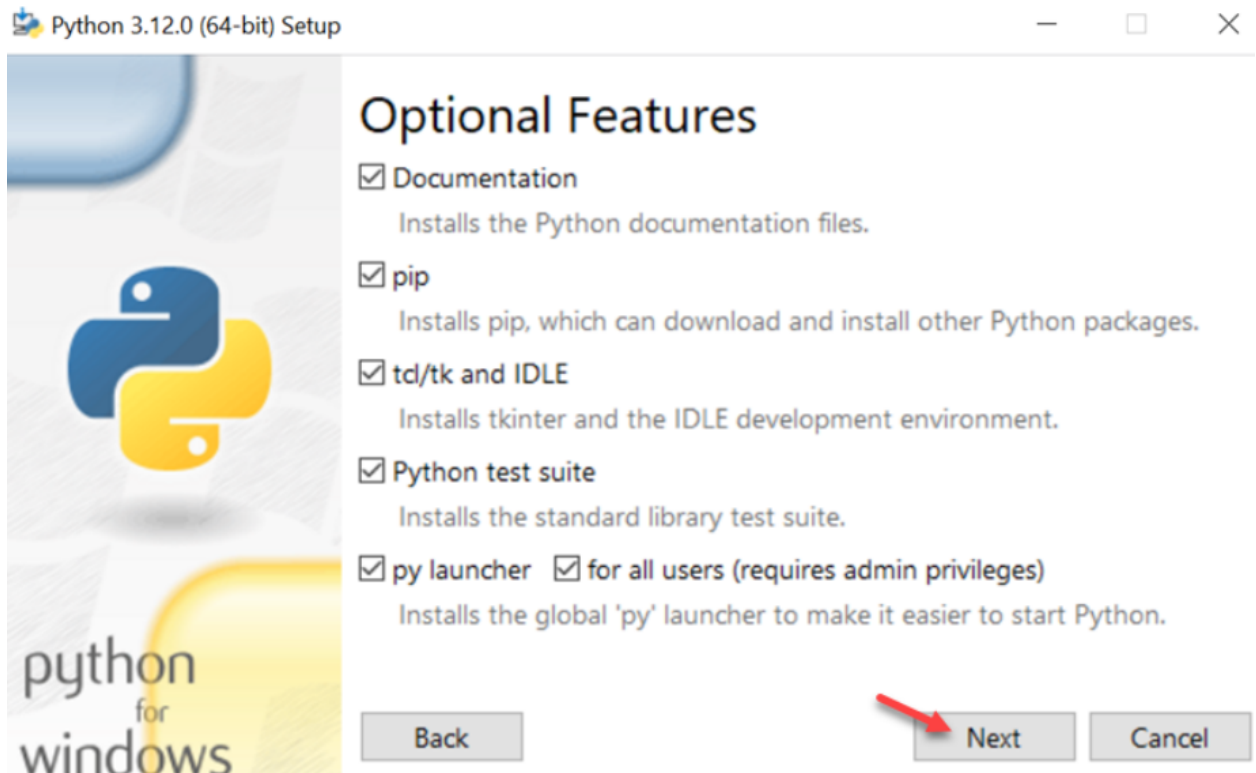 Python 3.12.0 (64-bit) Setup
Optional Features
Documentation
Installs the Python documentation files.
pip
Installs pip, which can download and install other Python packages.
tcl/tk and IDLE
Installs tkinter and the IDLE development environment.
Python test suite
Installs the standard library test suite.
py launcher for all users (requires admin privileges)
Installs the global 'py' launcher to make it easier to start Python.
python
for
windows
Back Next Cancel